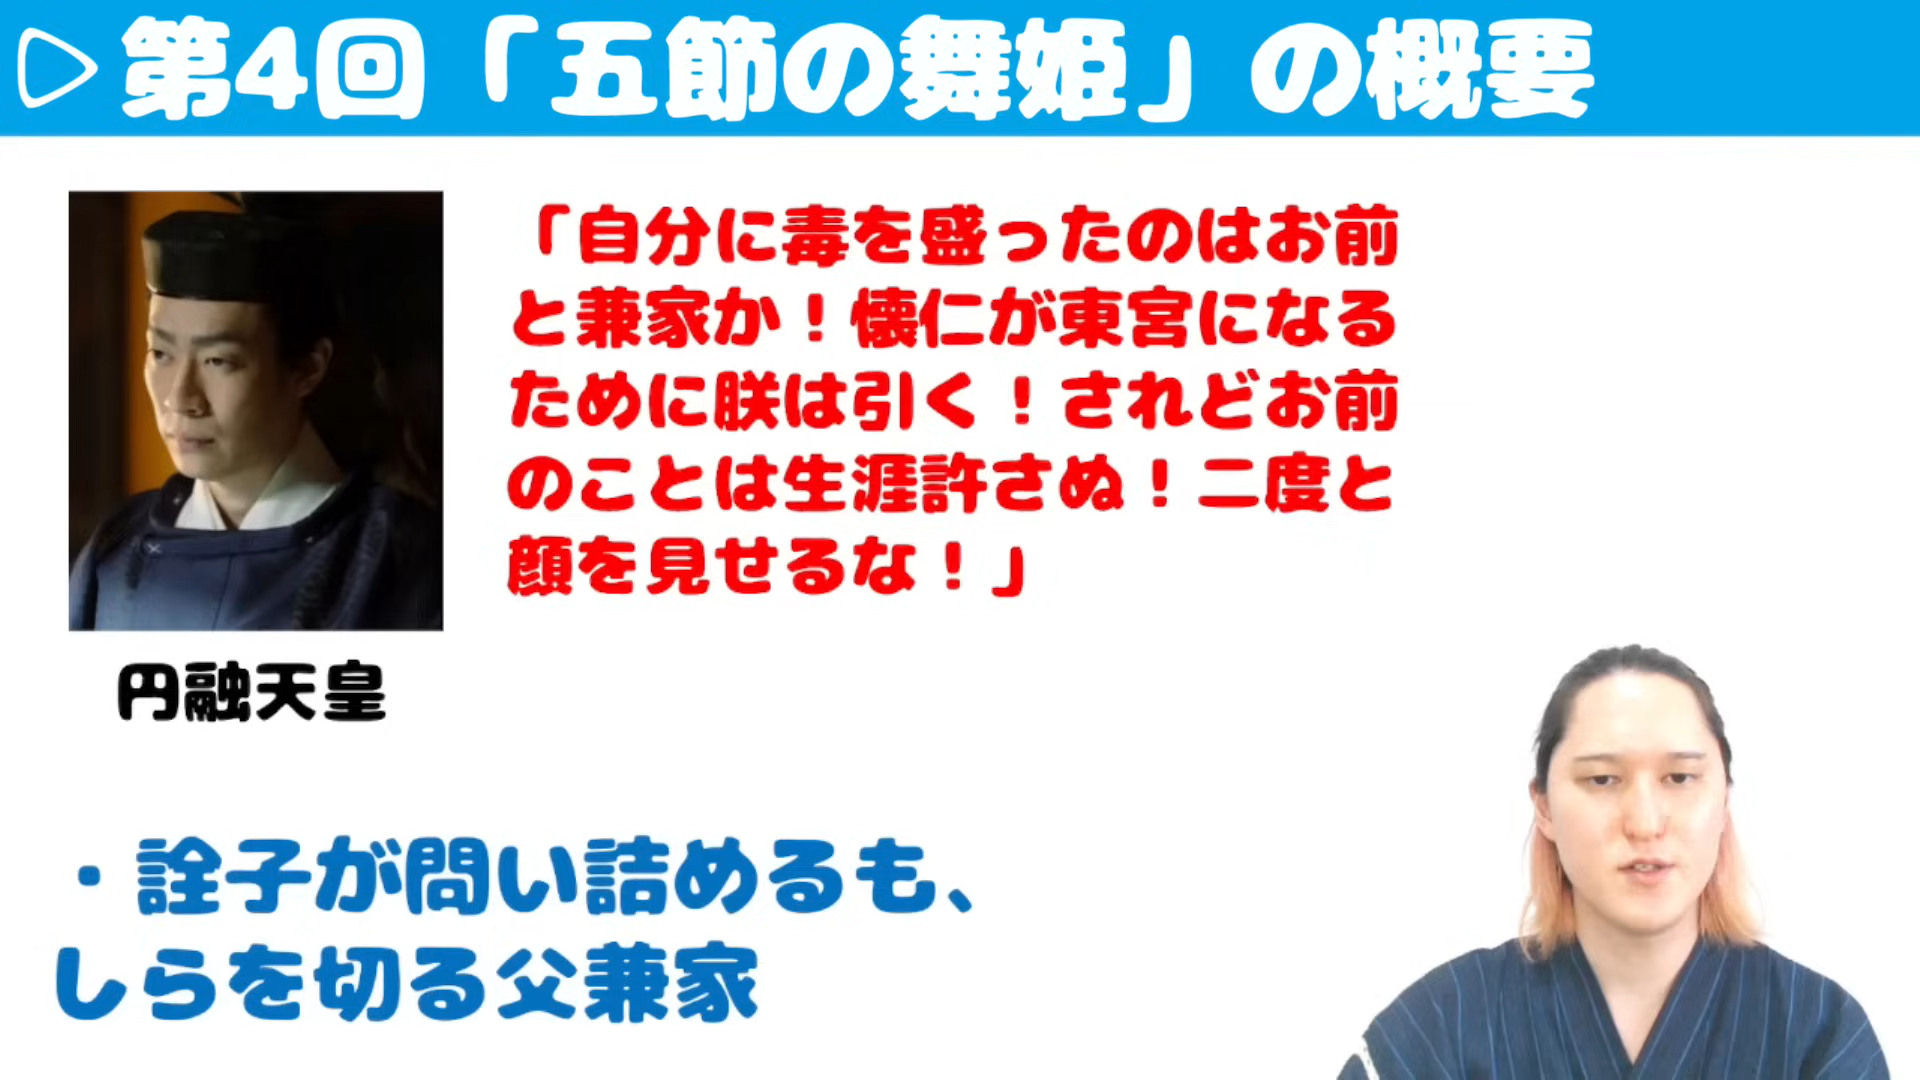 第4回「五節の舞姫」の概要
「自分に毒を盛ったのはお前
と兼家か！懐仁が東宮になる
ために朕は引く！されどお前
のことは生涯許さぬ！二度と
顔を見せるな！」
円融天皇
・詮子が問い詰めるも、
しらを切る父兼家